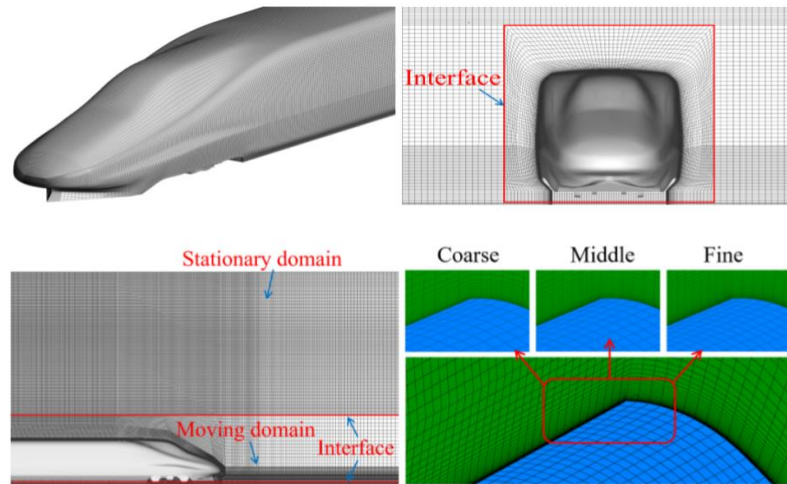 Interface
Stationary domain
Moving domain
Interface
Coarse
Middle
Fine